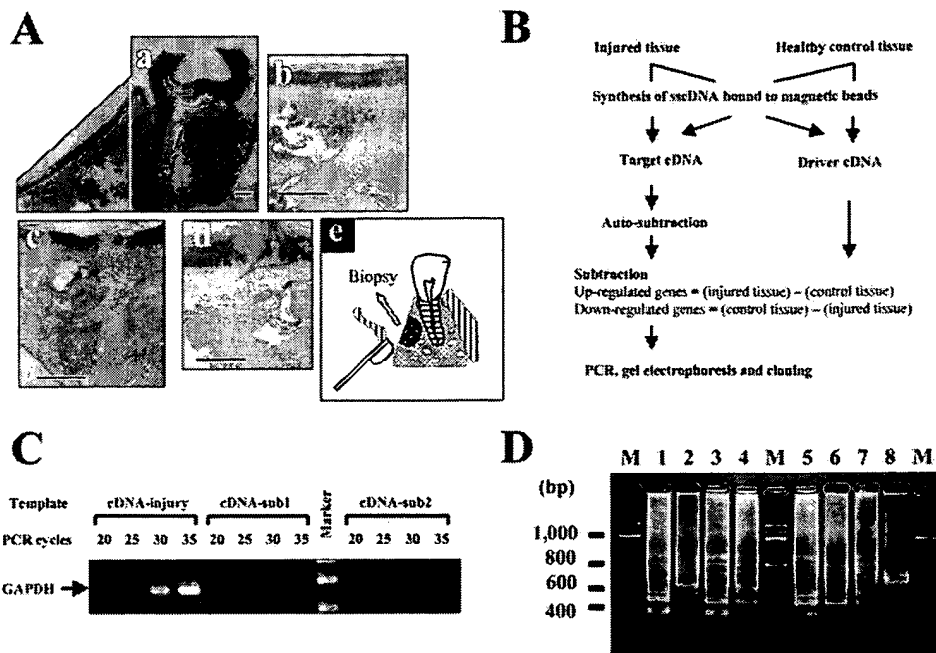 A
a
b
c
d
e
Biopsy
B
Injured tissue Healthy control tissue
Synthesis of sscDNA bound to magnetic beads
Target cDNA Driver cDNA
Auto-subtraction
Subtraction
Up-regulated genes = (injured tissue) – (control tissue)
Down-regulated genes = (control tissue) – (injured tissue)
PCR, gel electrophoresis and cloning
C
Template cDNA-injury cDNA-sub1 Marker cDNA-sub2
PCR cycles 20 25 30 35 20 25 30 35 20 25 30 35
GAPDH
D
M 1 2 3 4 M 5 6 7 8 M
(bp)
1,000
800
600
400